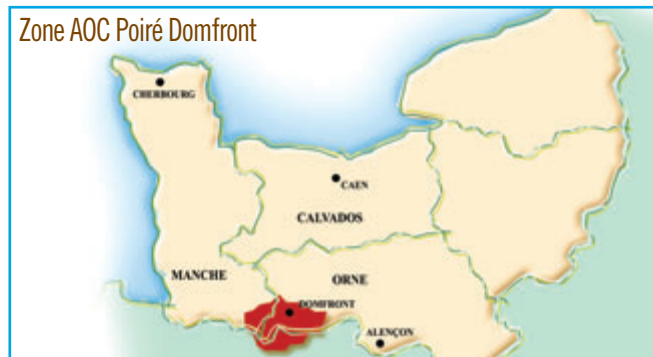 Zone AOC Poiré Domfront
CHERBOURG
CAEN
CALVADOS
MANCHE
ORNE
DOMFRONT
ALENÇON